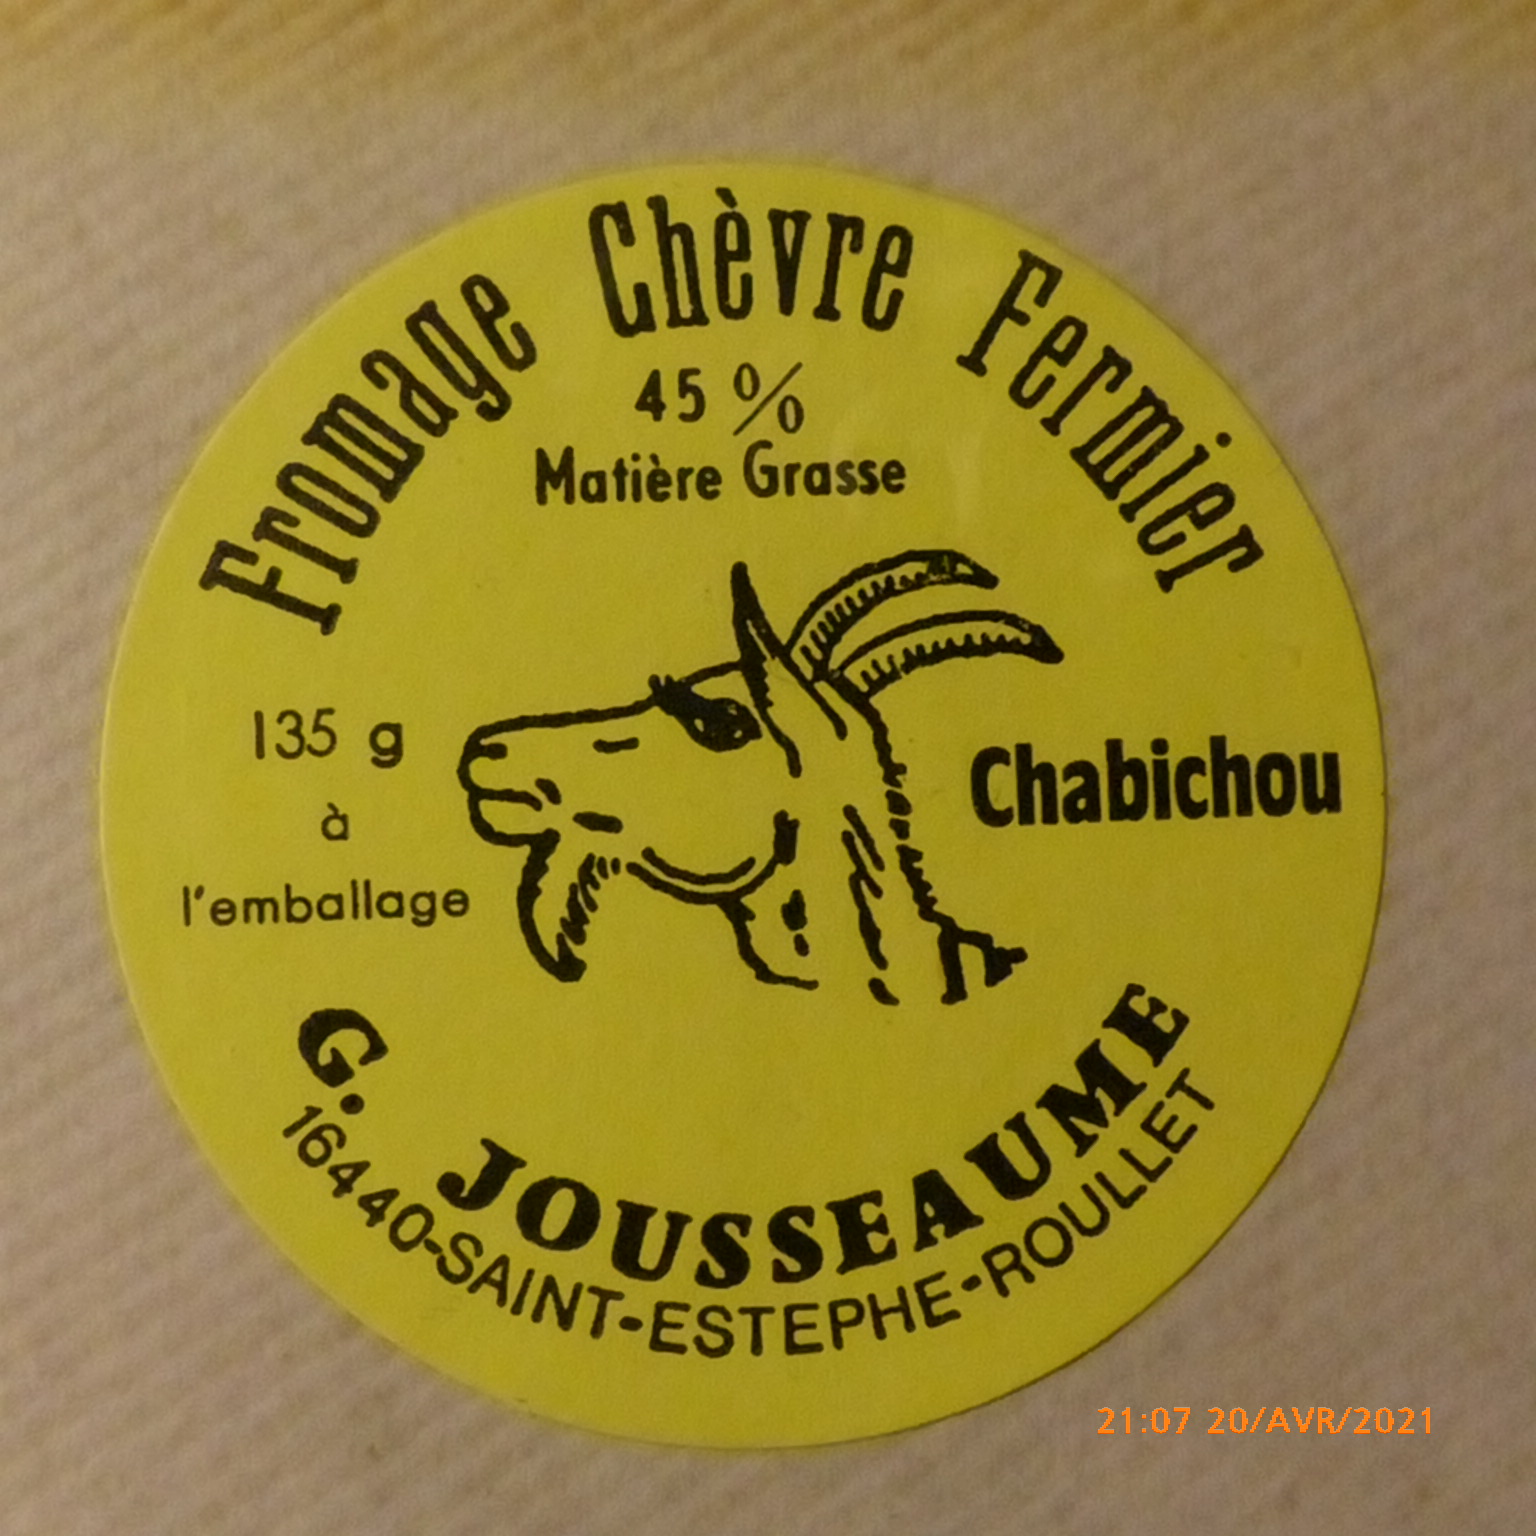 Fromage Chèvre Fermier
45 %
Matière Grasse
135 g
à
l'emballage
Chabichou
G. JOUSSEAUME
16440-SAINT-ESTEPHE-ROULLET
21:07 20/AVR/2021